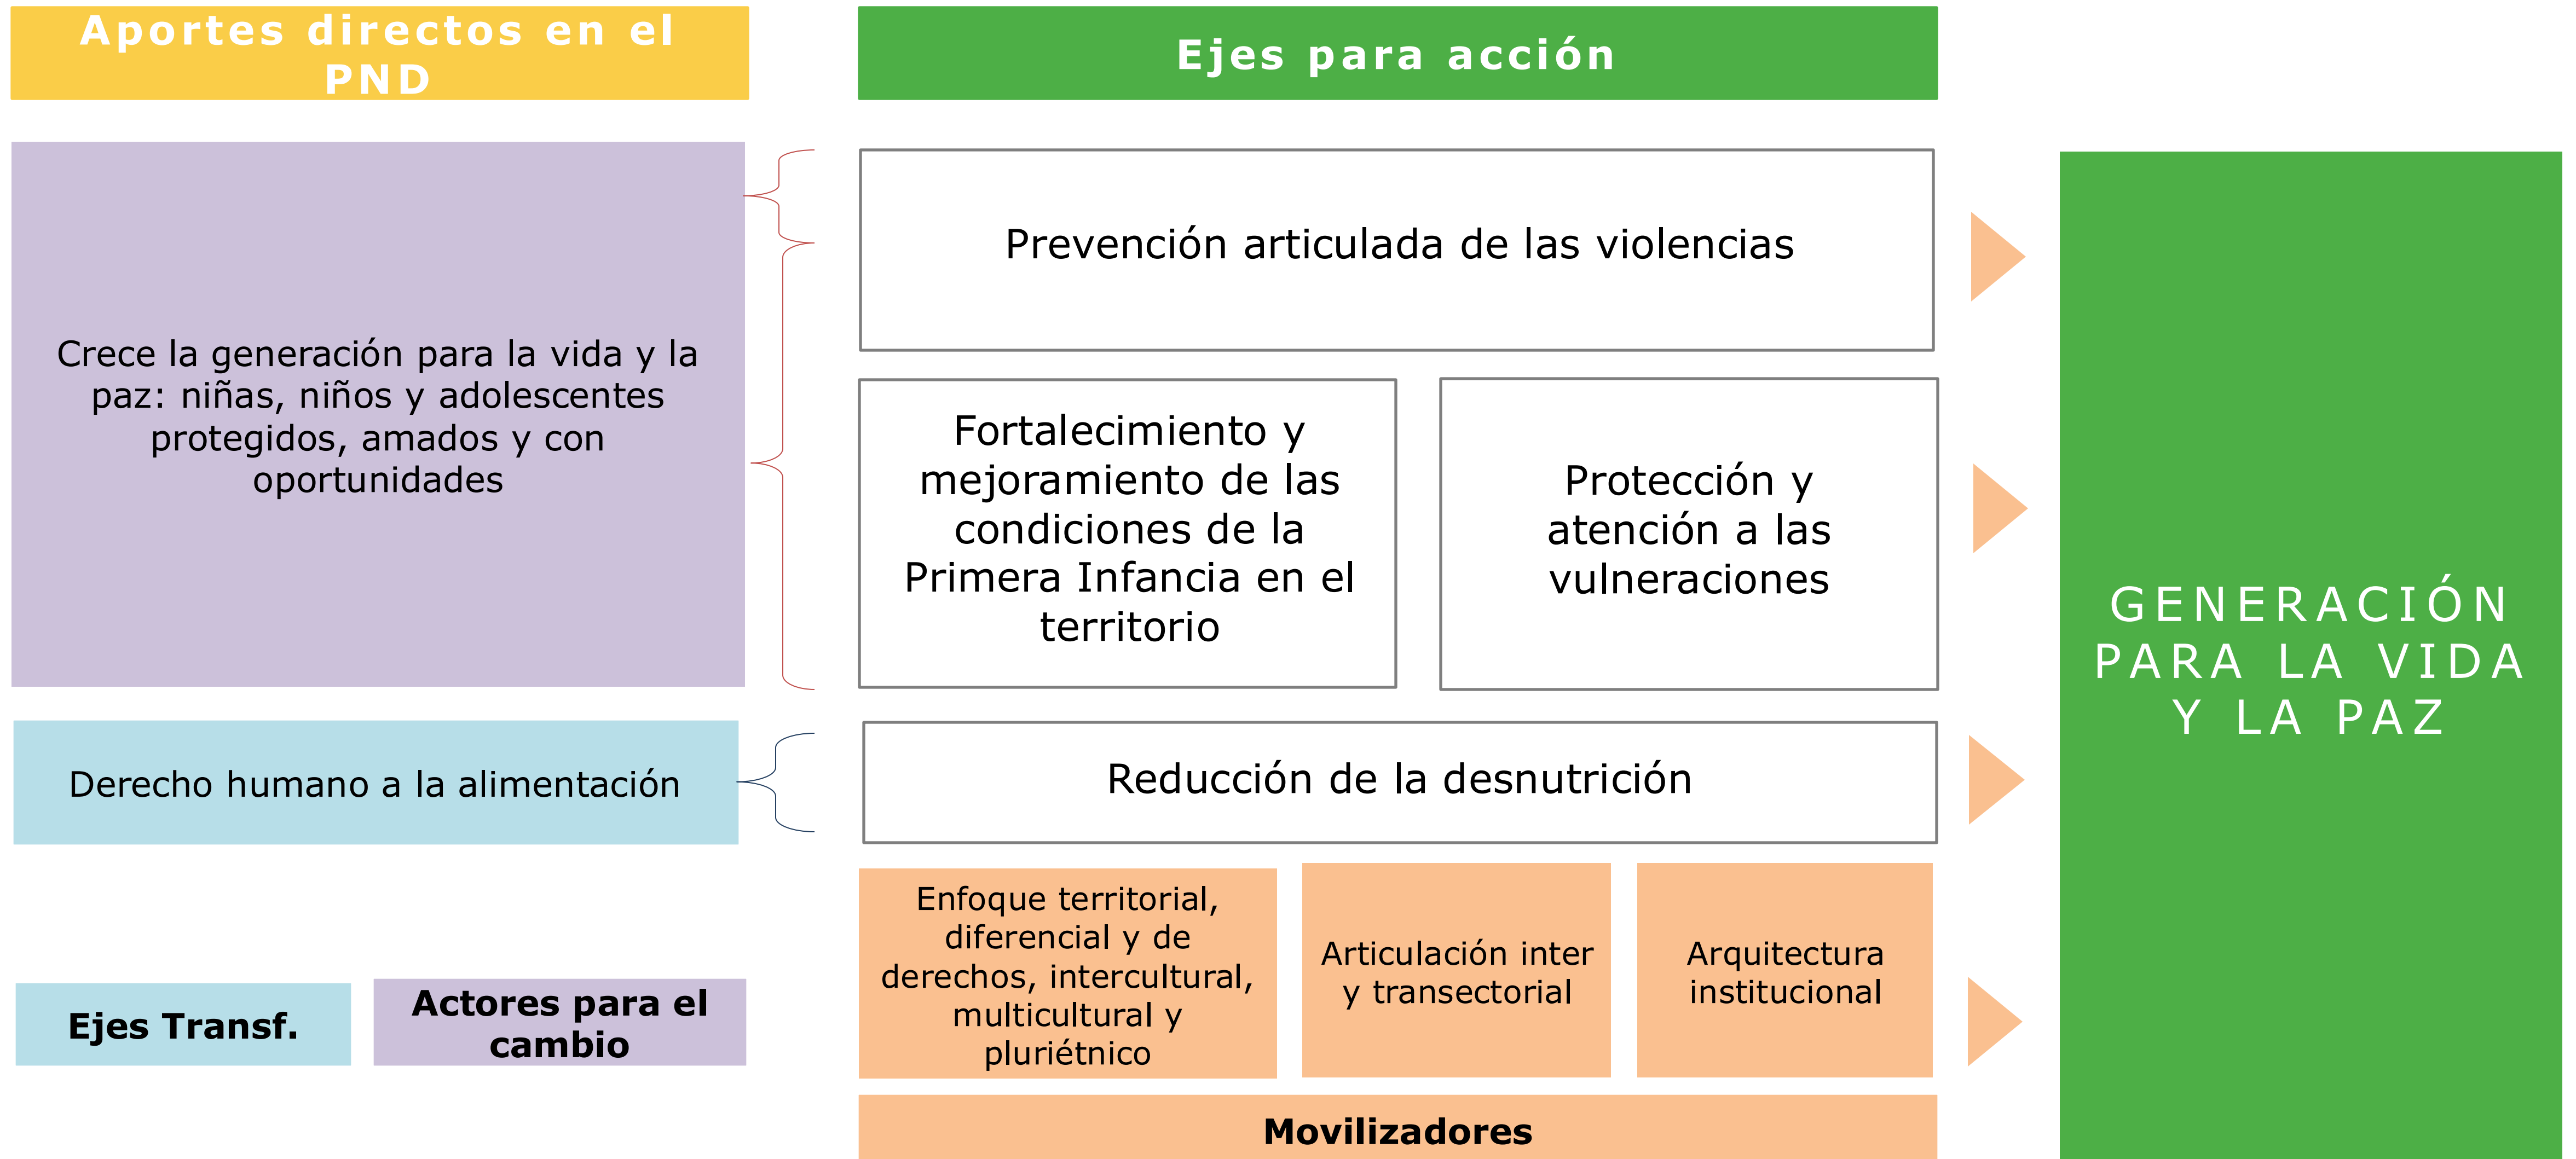 Aportes directos en el
PND
Ejes para acción
Crece la generación para la vida y la
paz: niñas, niños y adolescentes
protegidos, amados y con
oportunidades
Prevención articulada de las violencias
Fortalecimiento y
mejoramiento de las
condiciones de la
Primera Infancia en el
territorio
Protección y
atención a las
vulneraciones
Derecho humano a la alimentación
Reducción de la desnutrición
Ejes Transf.
Actores para el
cambio
Enfoque territorial,
diferencial y de
derechos, intercultural,
multicultural y
pluriétnico
Articulación inter
y transectorial
Arquitectura
institucional
Movilizadores
GENERACIÓN
PARA LA VIDA
Y LA PAZ